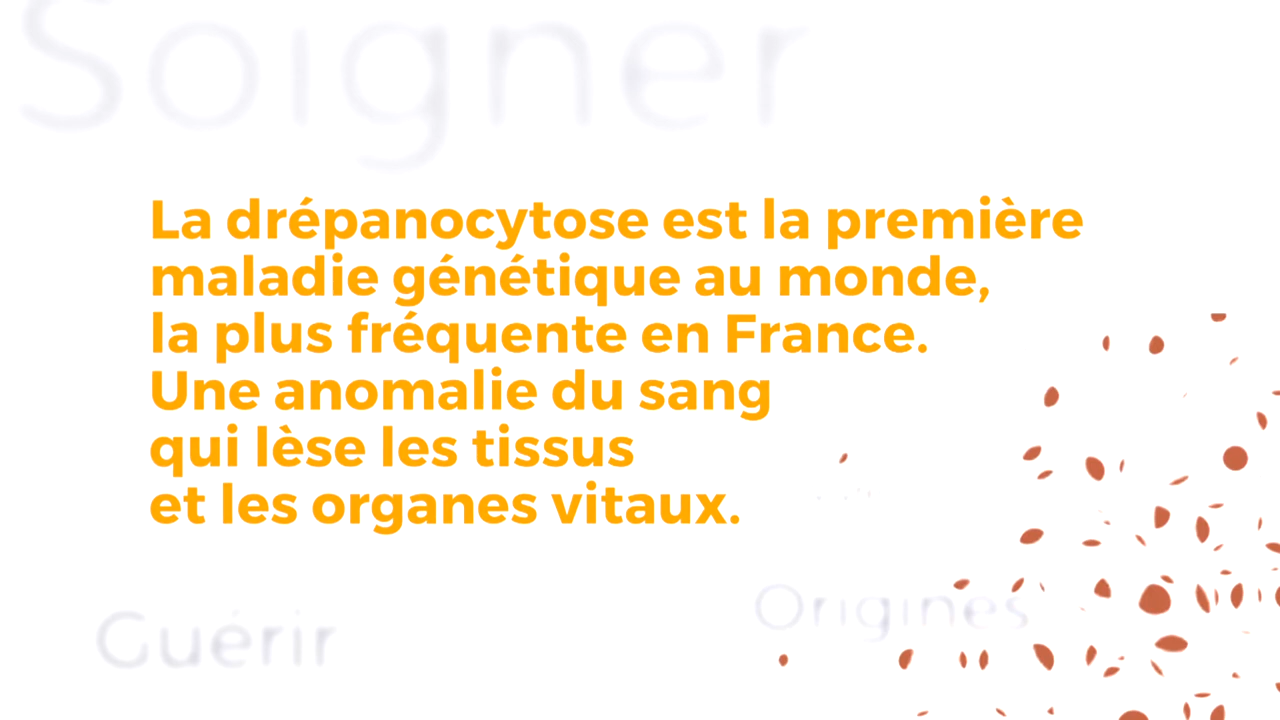 Soigner
La drépanocytose est la première
maladie génétique au monde,
la plus fréquente en France.
Une anomalie du sang
qui lèse les tissus
et les organes vitaux.
Guérir
Origines